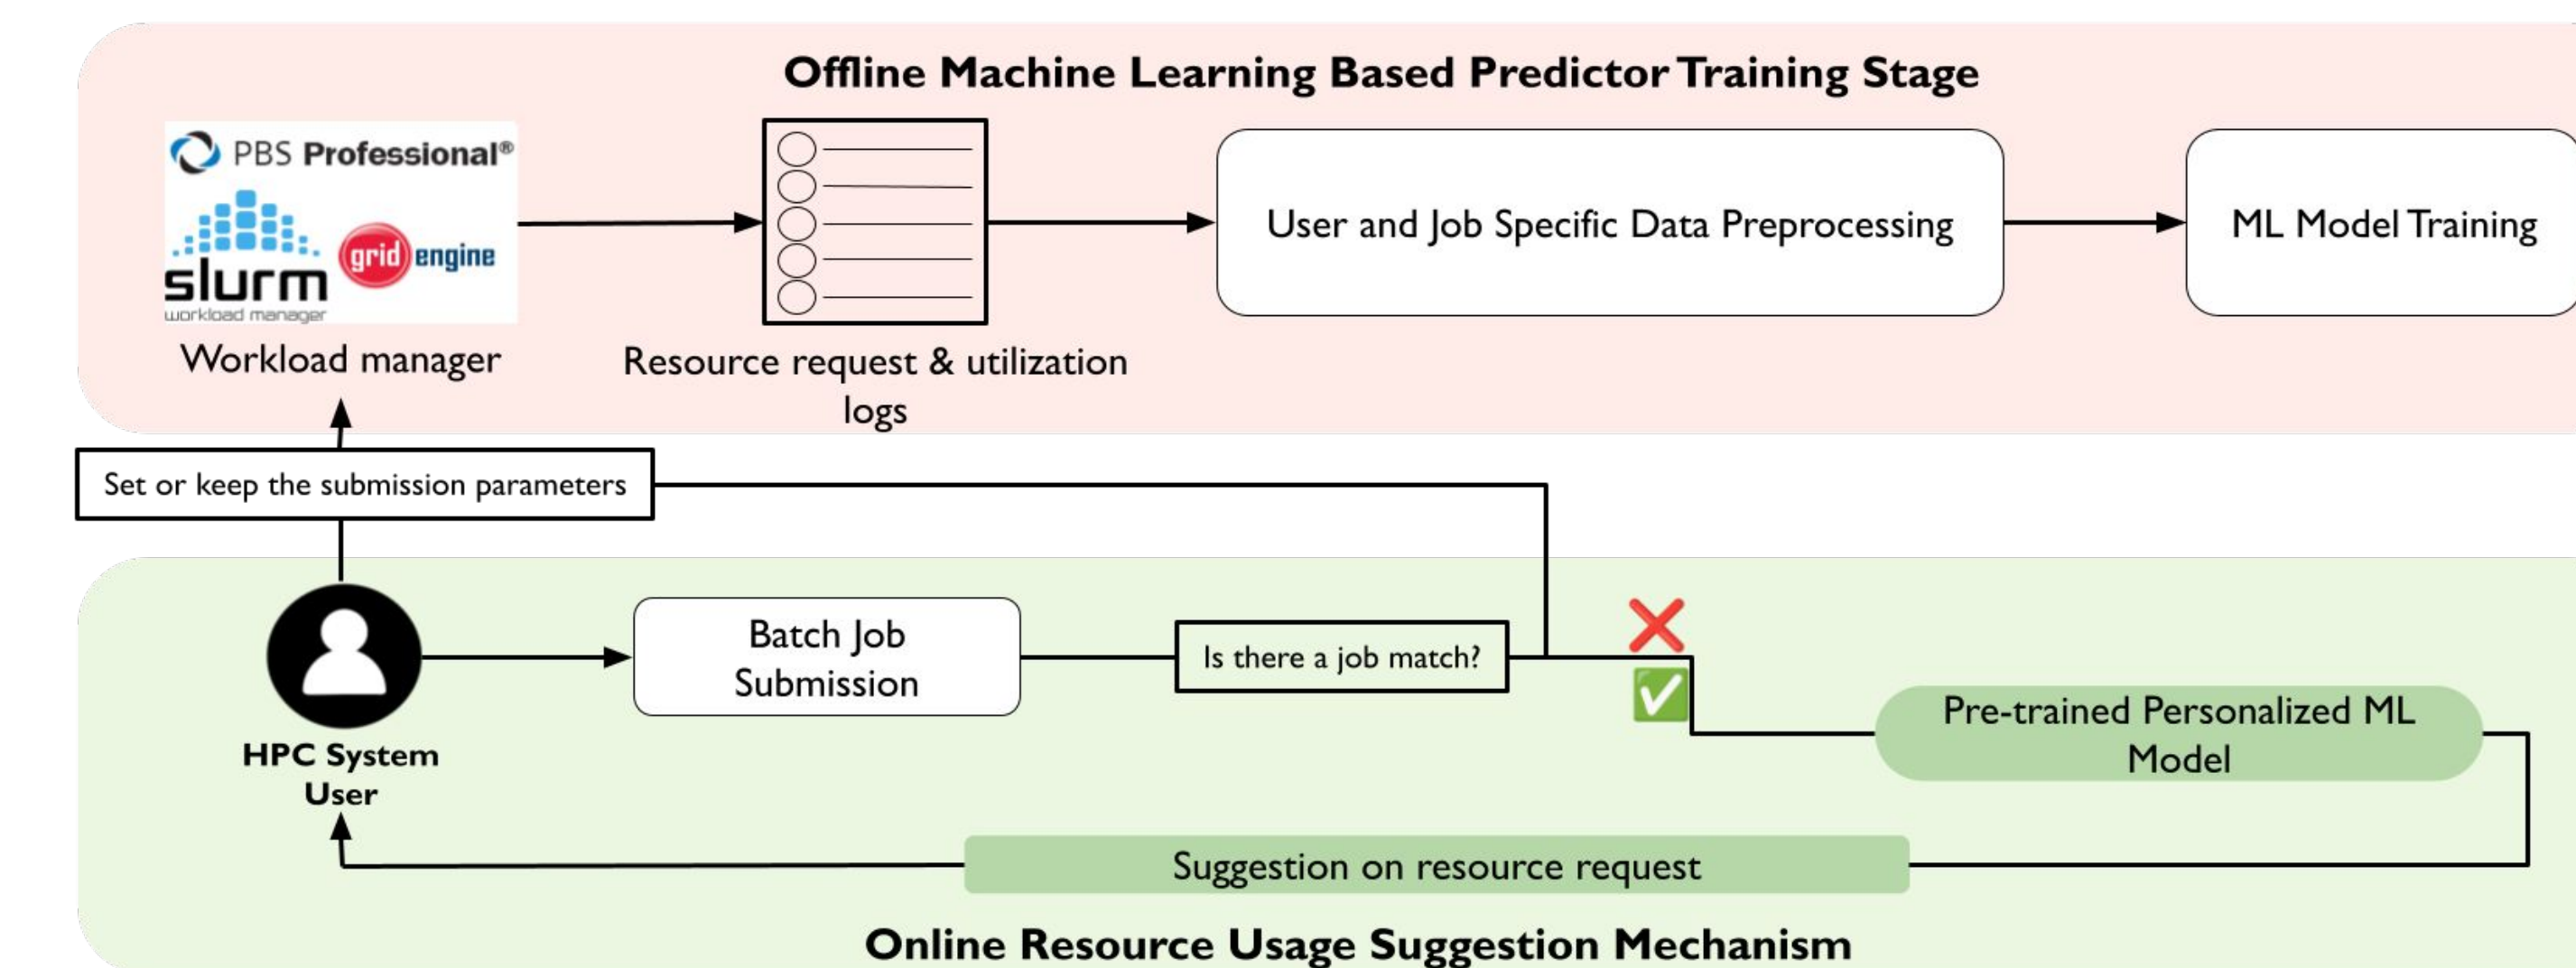 Offline Machine Learning Based Predictor Training Stage
PBS Professional®
slurm
workload manager
grid engine
Workload manager
Resource request & utilization
logs
User and Job Specific Data Preprocessing
ML Model Training
Set or keep the submission parameters
HPC System
User
Batch Job
Submission
Is there a job match?
Pre-trained Personalized ML
Model
Suggestion on resource request
Online Resource Usage Suggestion Mechanism